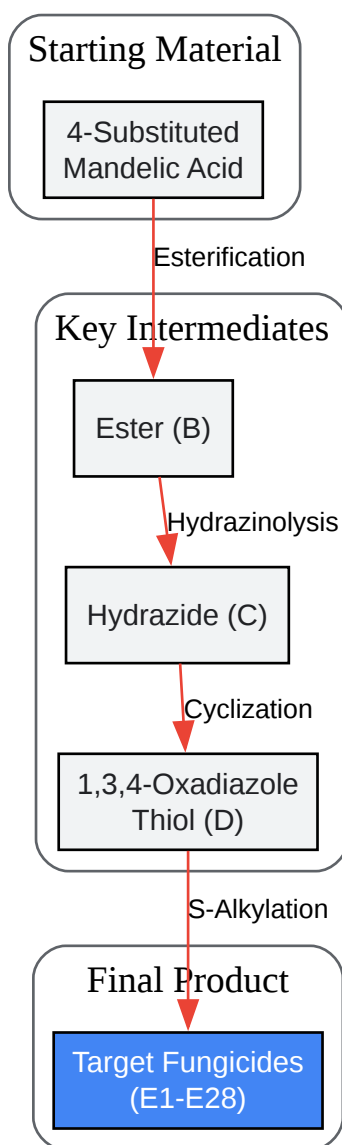 Starting Material
4-Substituted
Mandelic Acid
Esterification
Key Intermediates
Ester (B)
Hydrazinolysis
Hydrazide (C)
Cyclization
1,3,4-Oxadiazole
Thiol (D)
S-Alkylation
Final Product
Target Fungicides
(E1-E28)